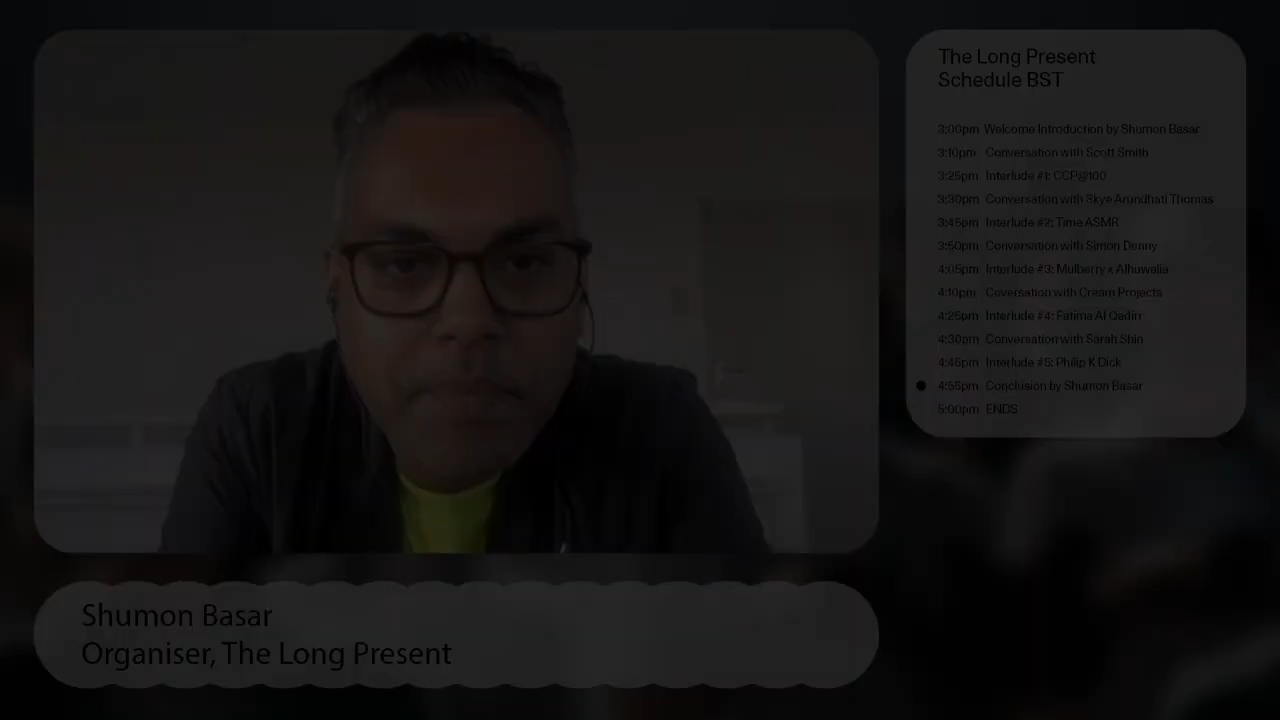 The Long Present
Schedule BST
3:00pm Welcome Introduction by Shumon Basar
3:10pm Conversation with Scott Smith
3:25pm Interlude #1: CCP@100
3:30pm Conversation with Skye Arundhati Thomas
3:45pm Interlude #2: Time ASMR
3:50pm Conversation with Simon Denny
4:05pm Interlude #3: Mulberry x Alhuwalia
4:10pm Coversation with Cream Projects
4:25pm Interlude #4: Fatima Al Qadiri
4:30pm Conversation with Sarah Shin
4:45pm Interlude #5: Philip K Dick
4:55pm Conclusion by Shumon Basar
5:00pm ENDS
Shumon Basar
Organiser, The Long Present